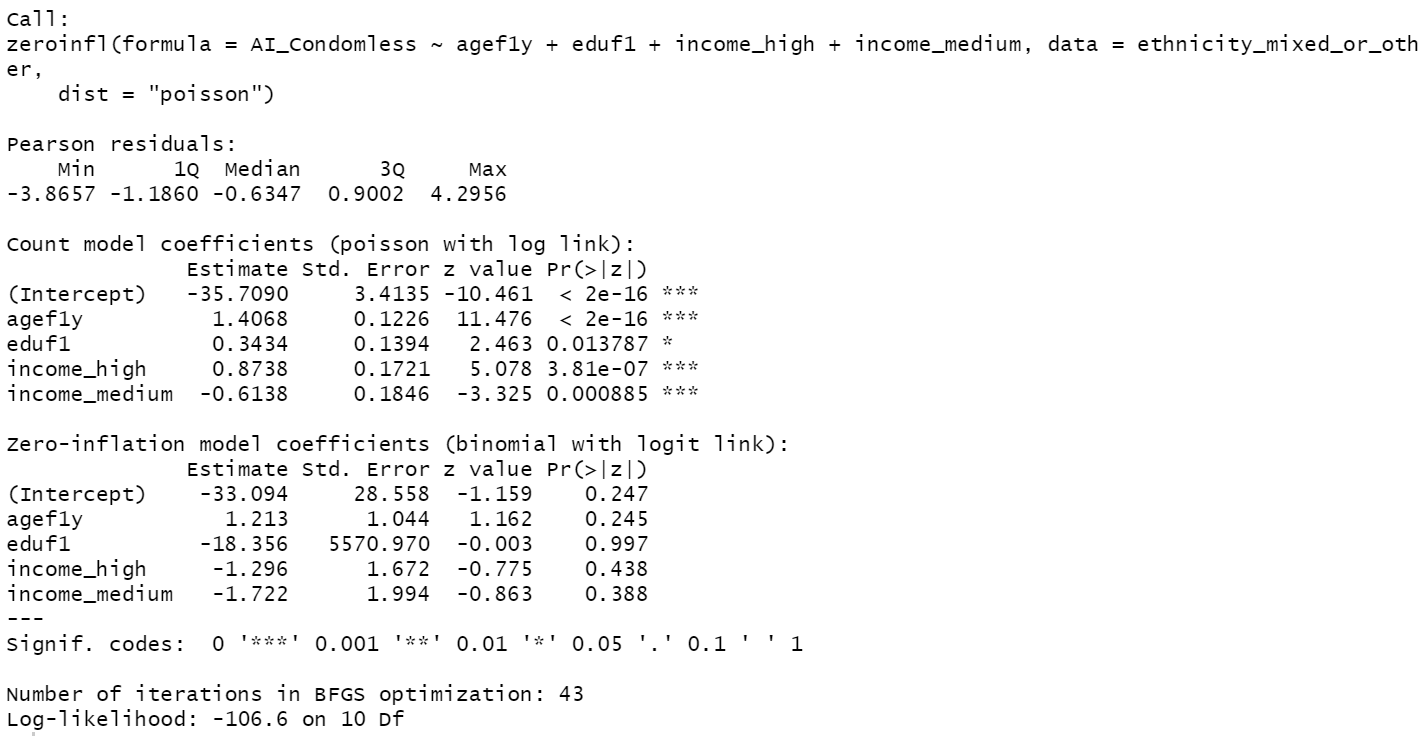 Call:
zeroinfl(formula = AI_Condomless ~ agef1y + eduf1 + income_high + income_medium, data = ethnicity_mixed_or_oth
er,
    dist = "poisson")

Pearson residuals:
    Min      1Q  Median      3Q     Max
-3.8657 -1.1860 -0.6347  0.9002  4.2956

Count model coefficients (poisson with log link):
              Estimate Std. Error z value Pr(>|z|)
(Intercept)   -35.7090     3.4135 -10.461  < 2e-16 ***
agef1y          1.4068     0.1226  11.476  < 2e-16 ***
eduf1           0.3434     0.1394   2.463 0.013787 *
income_high     0.8738     0.1721   5.078 3.81e-07 ***
income_medium  -0.6138     0.1846  -3.325 0.000885 ***

Zero-inflation model coefficients (binomial with logit link):
              Estimate Std. Error z value Pr(>|z|)
(Intercept)    -33.094     28.558  -1.159    0.247
agef1y           1.213      1.044   1.162    0.245
eduf1          -18.356   5570.970  -0.003    0.997
income_high     -1.296      1.672  -0.775    0.438
income_medium   -1.722      1.994  -0.863    0.388
---
Signif. codes:  0 '***' 0.001 '**' 0.01 '*' 0.05 '.' 0.1 ' ' 1

Number of iterations in BFGS optimization: 43
Log-likelihood: -106.6 on 10 Df